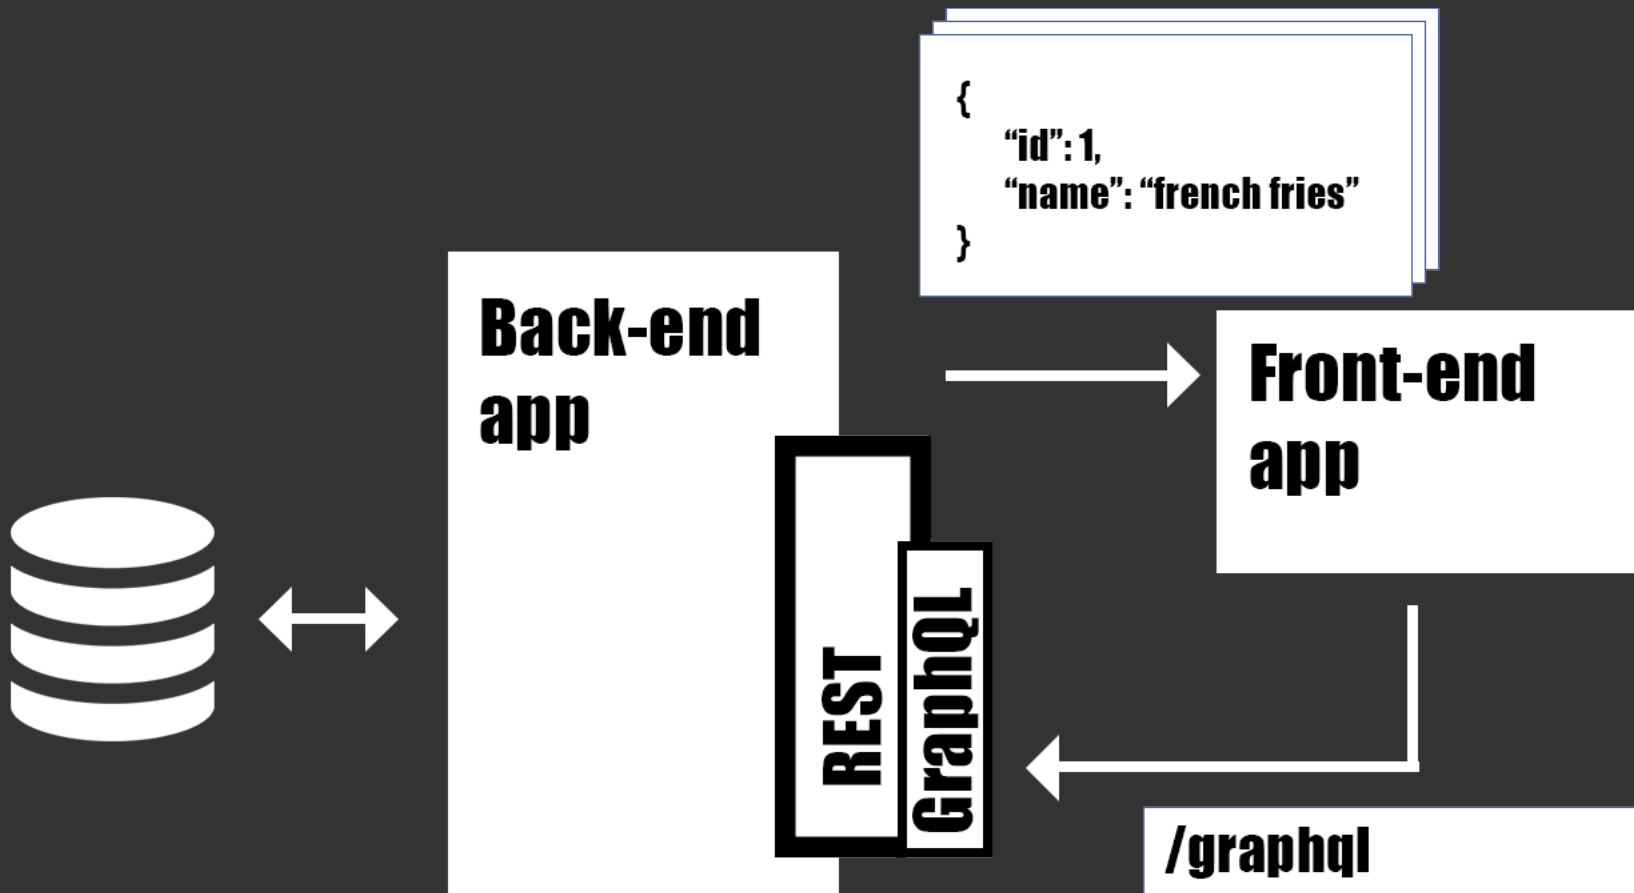 {
“id”: 1,
“name”: “french fries”
}
Back-end
app
Front-end
app
REST
GraphQL
/graphql